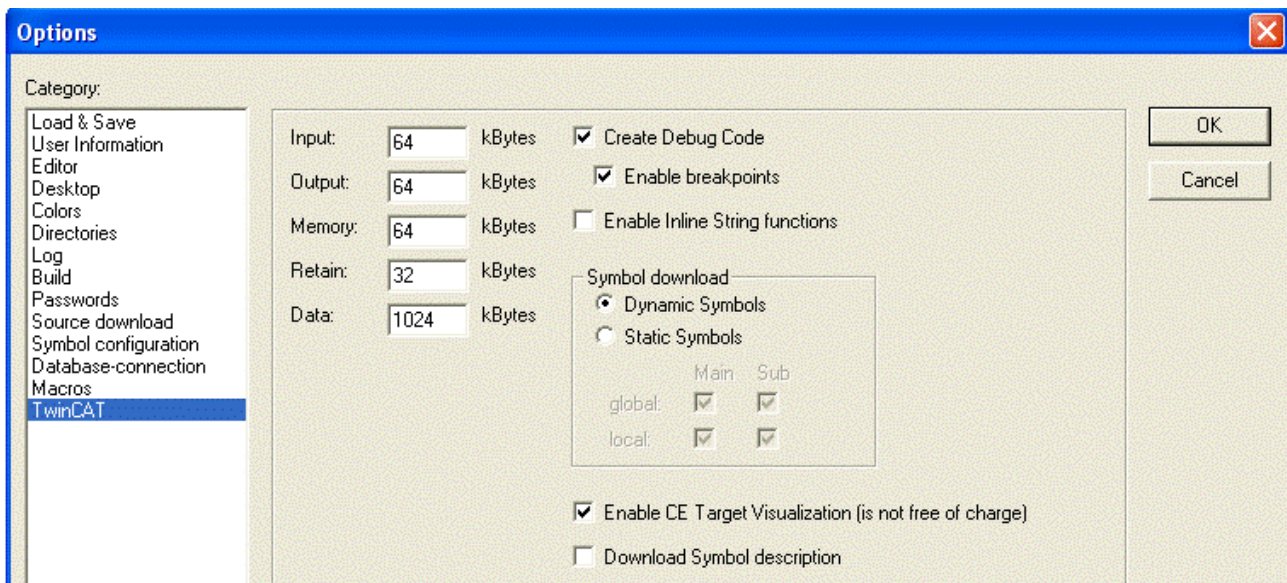 Options
Category:
Load & Save
User Information
Editor
Desktop
Colors
Directories
Log
Build
Passwords
Source download
Symbol configuration
Database-connection
Macros
TwinCAT
Input: 64 kBytes
Output: 64 kBytes
Memory: 64 kBytes
Retain: 32 kBytes
Data: 1024 kBytes
Create Debug Code
Enable breakpoints
Enable Inline String functions
Symbol download
Dynamic Symbols
Static Symbols
Main Sub
global:
local:
Enable CE Target Visualization (is not free of charge)
Download Symbol description
OK
Cancel